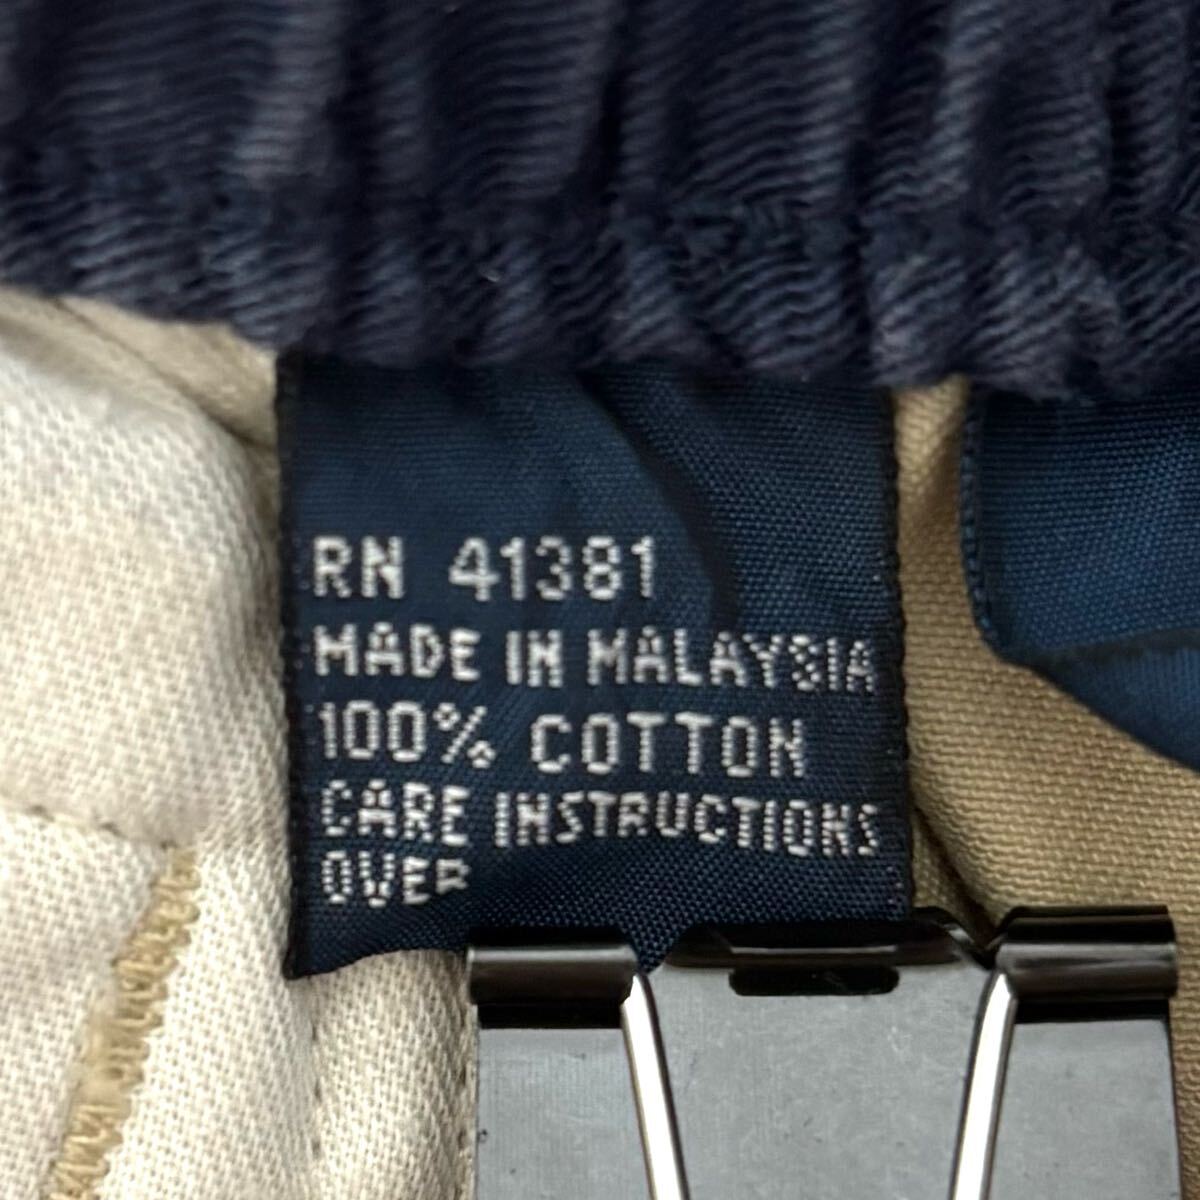 RN 41381
MADE IN MALAYSIA
100% COTTON
CARE INSTRUCTIONS
OVER